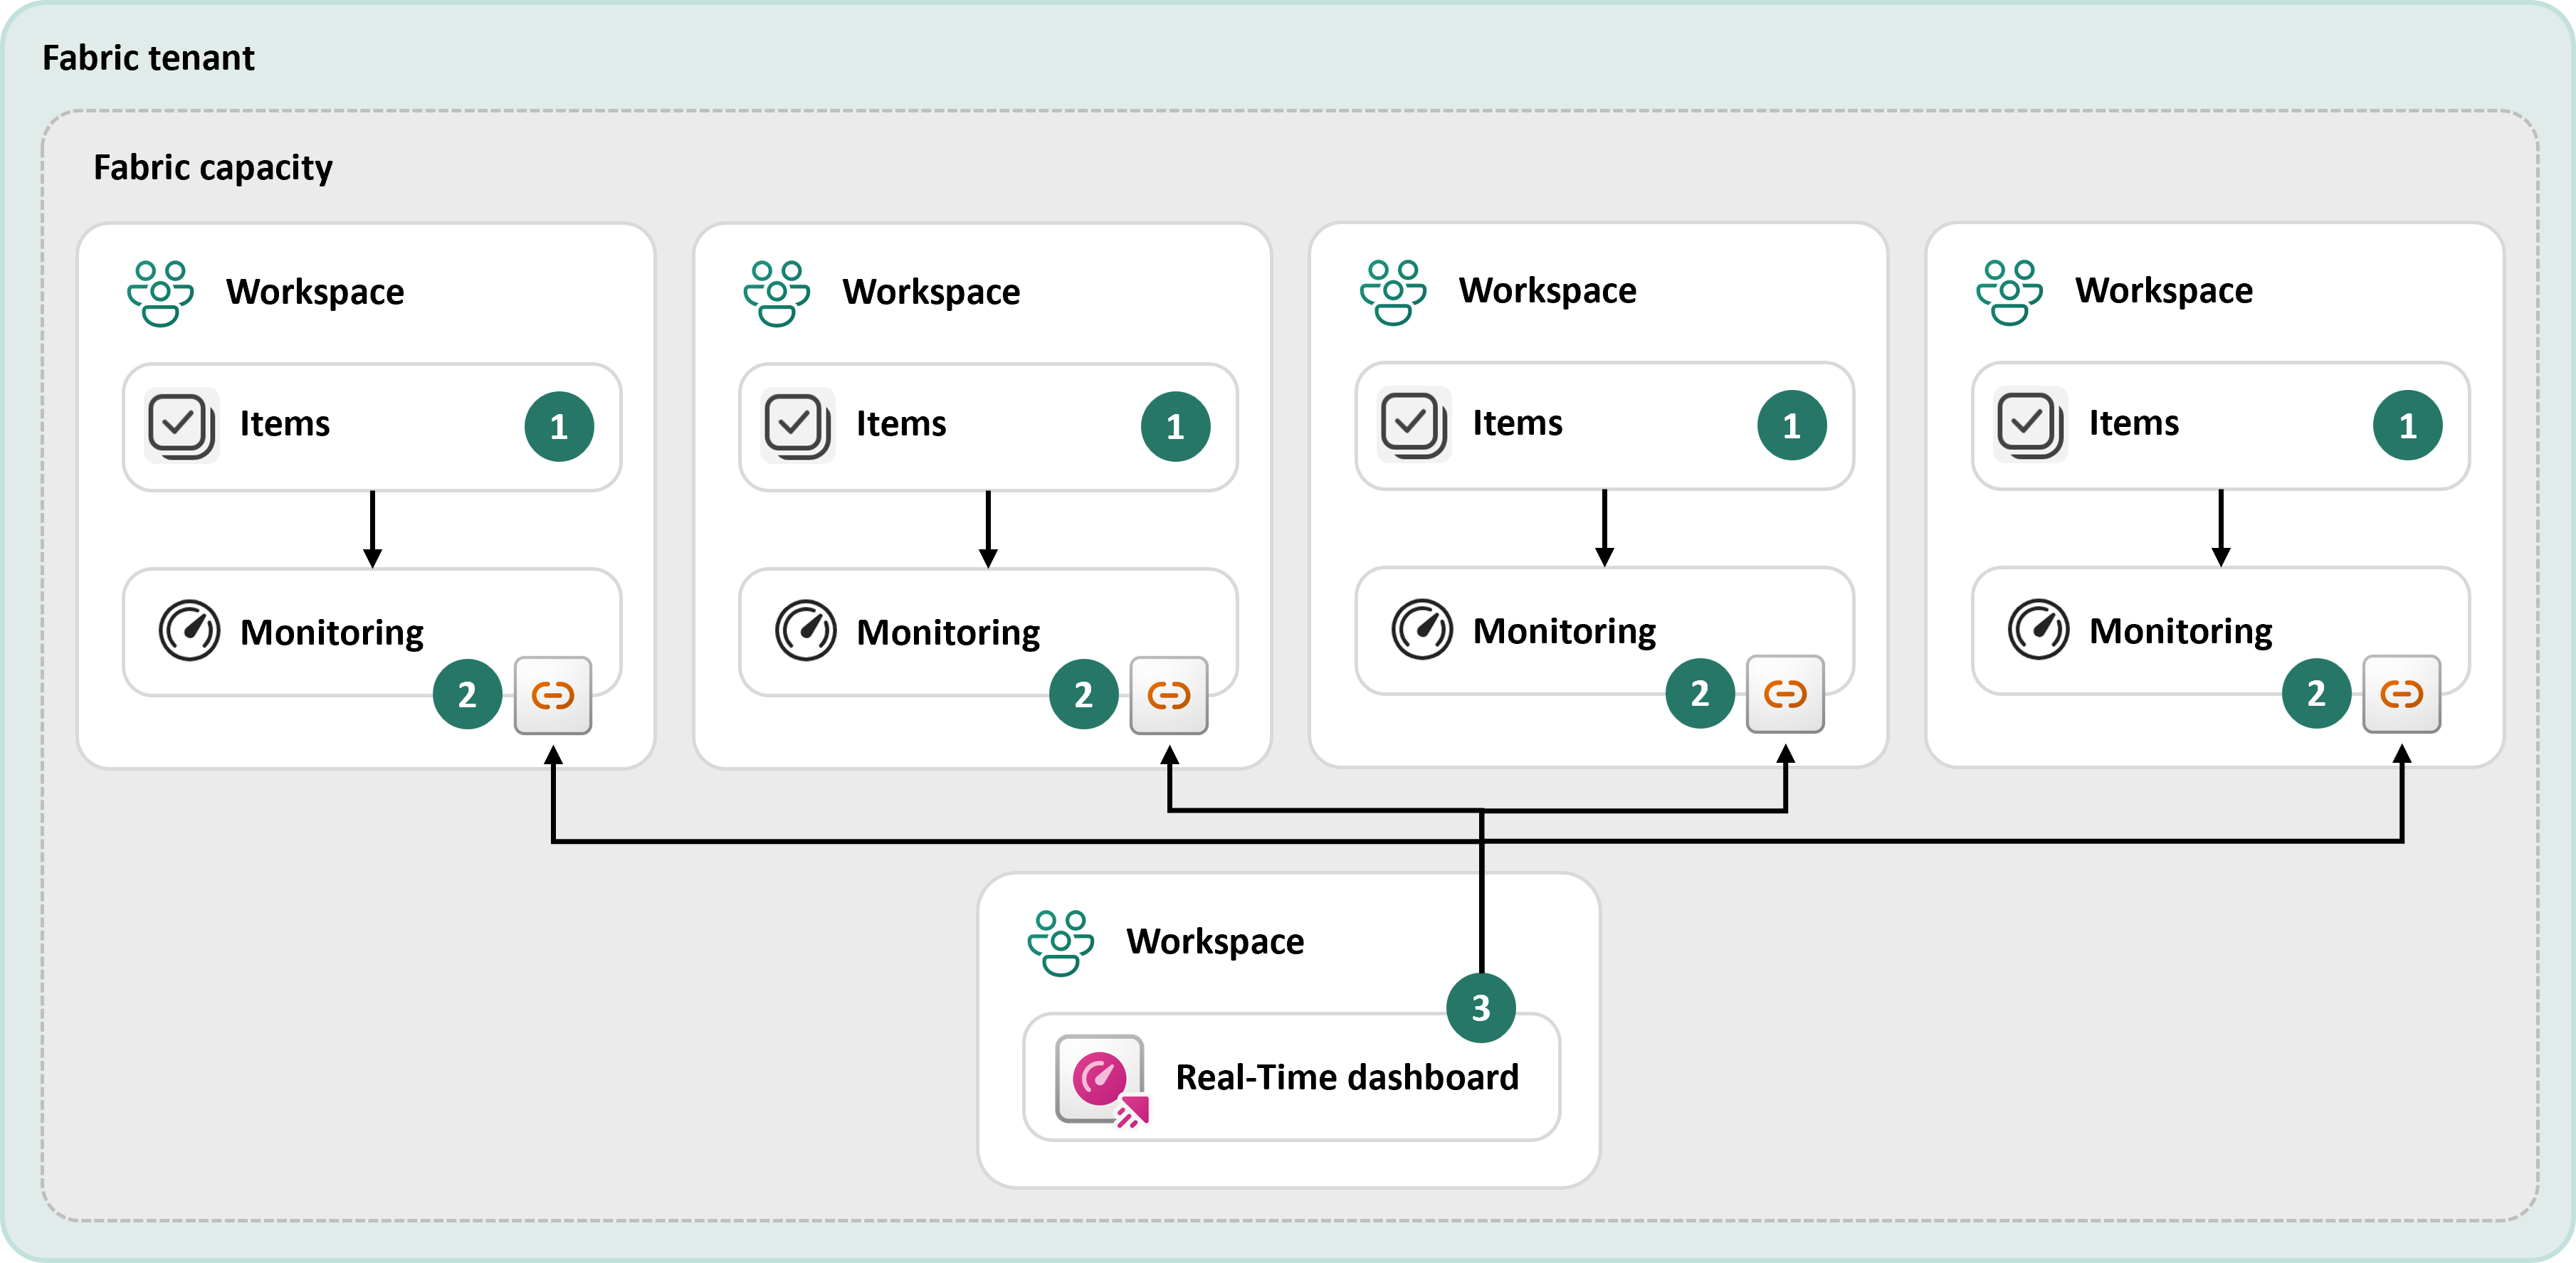 Fabric tenant
Fabric capacity
Workspace
Items 1
Monitoring
2
Workspace
Items 1
Monitoring
2
Workspace
Items 1
Monitoring
2
Workspace
Items 1
Monitoring
2
Workspace
3
Real-Time dashboard